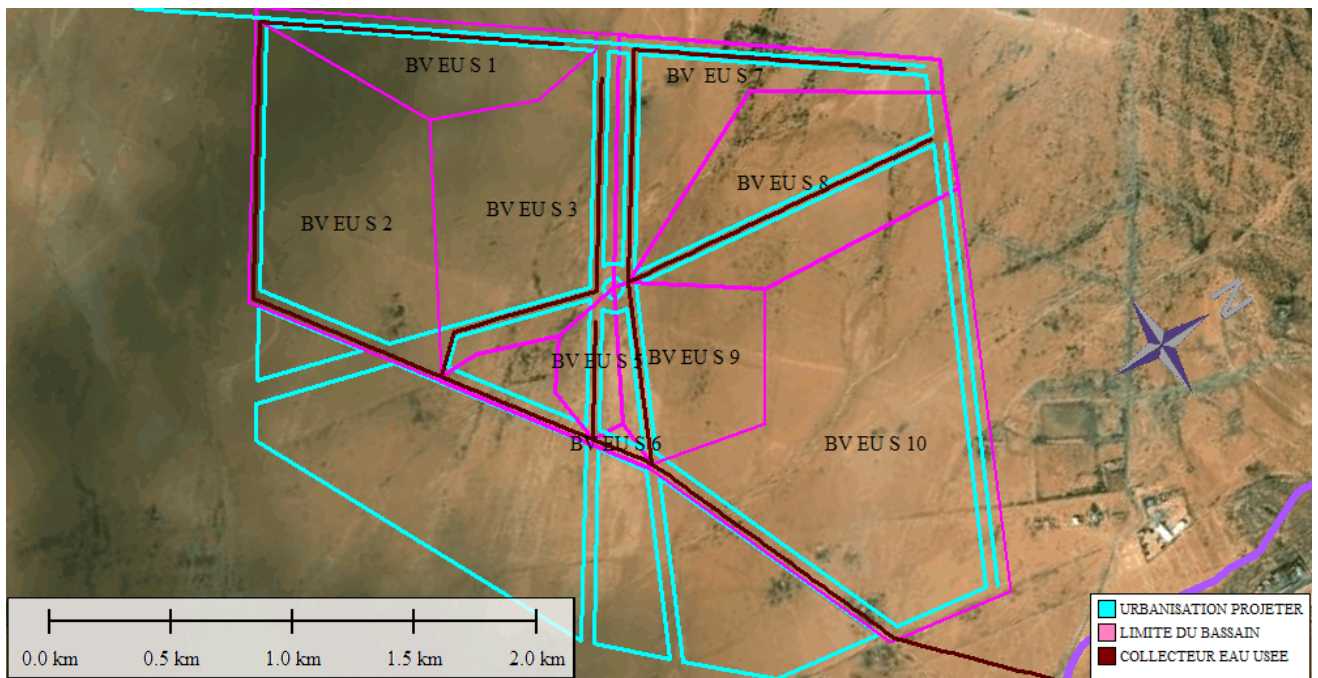 BV EU S 1
BV EU S 7
BV EU S 8
BV EU S 2
BV EU S 3
N
BV EU S 5
BV EU S 9
BV EU S 6
BV EU S 10
0.0 km
0.5 km
1.0 km
1.5 km
2.0 km
URBANISATION PROJETER
LIMITE DU BASSAIN
COLLECTEUR EAU USEE